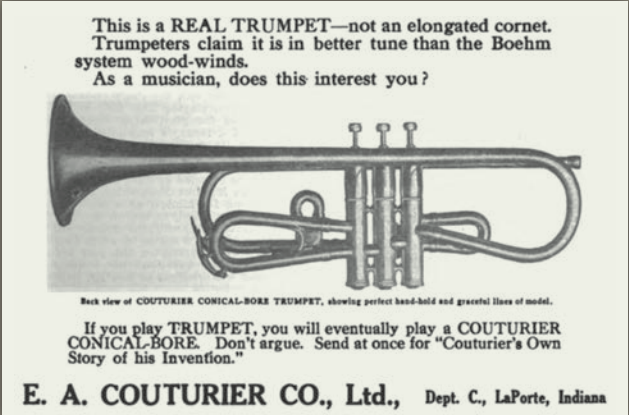 This is a REAL TRUMPET—not an elongated cornet.
Trumpeters claim it is in better tune than the Boehm
system wood-winds.
As a musician, does this interest you?
Back view of COUTURIER CONICAL-BORE TRUMPET, showing perfect hand-hold and graceful lines of model.
If you play TRUMPET, you will eventually play a COUTURIER
CONICAL-BORE. Don't argue. Send at once for "Couturier's Own
Story of his Invention."
E. A. COUTURIER CO., Ltd., Dept. C., LaPorte, Indiana